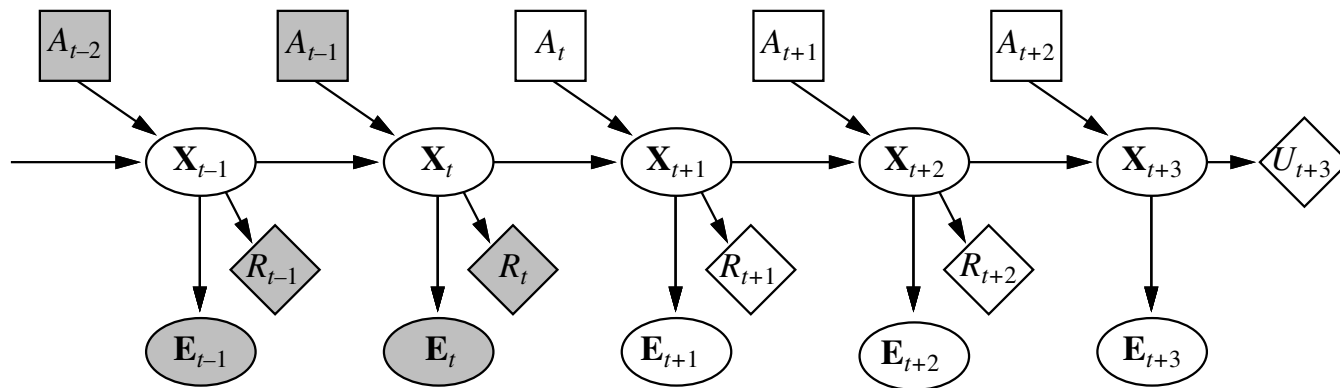 A_{t–2} A_{t–1} A_t A_{t+1} A_{t+2}
X_{t–1} X_t X_{t+1} X_{t+2} X_{t+3} U_{t+3}
R_{t–1} R_t R_{t+1} R_{t+2}
E_{t–1} E_t E_{t+1} E_{t+2} E_{t+3}